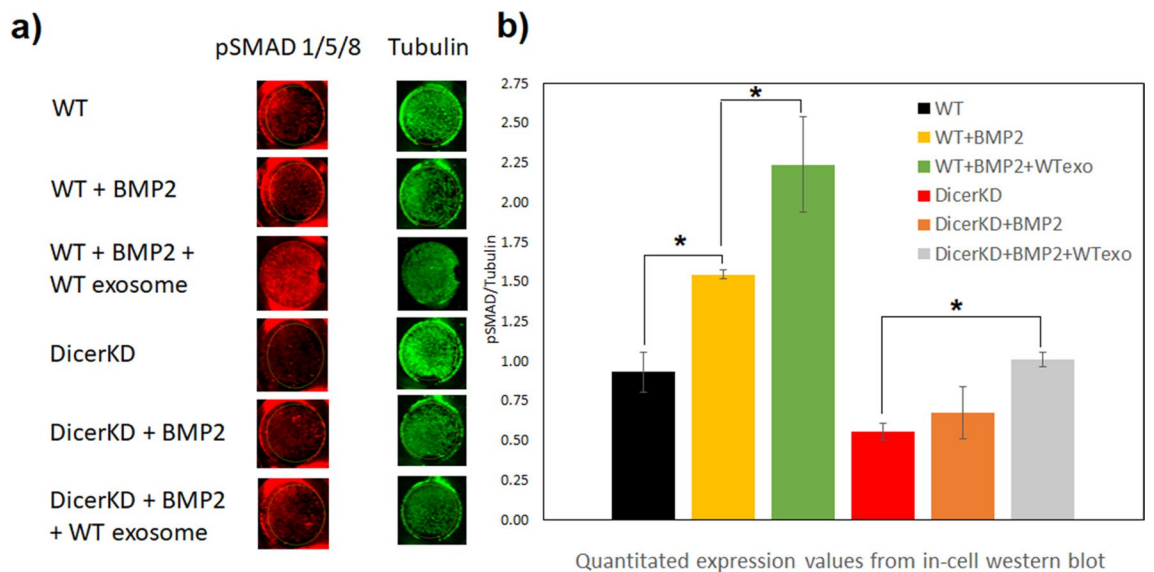 a)
pSMAD 1/5/8 Tubulin
WT
WT + BMP2
WT + BMP2 +
WT exosome
DicerKD
DicerKD + BMP2
DicerKD + BMP2
+ WT exosome
b)
2.75
2.50
2.25
2.00
1.75
1.50
1.25
1.00
0.75
0.50
0.25
0.00
pSMAD/Tubulin
*
*
*
WT
WT+BMP2
WT+BMP2+WTexo
DicerKD
DicerKD+BMP2
DicerKD+BMP2+WTexo
Quantitated expression values from in-cell western blot